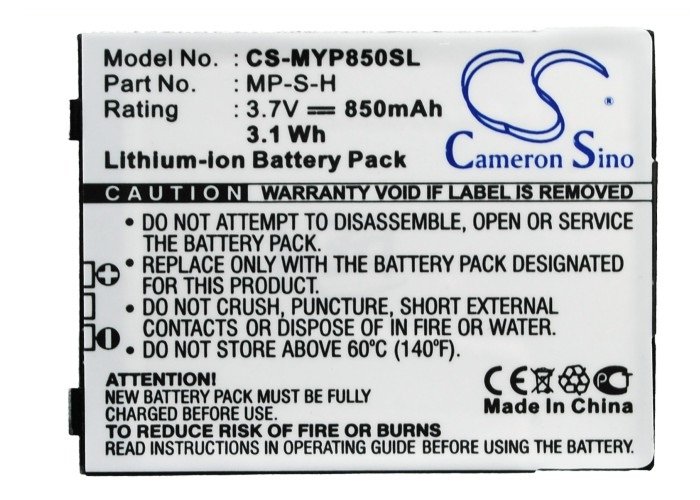 Model No. : CS-MYP850SL
Part No. : MP-S-H
Rating : 3.7V 850mAh
3.1 Wh
Lithium-Ion Battery Pack
CS
Cameron Sino
CAUTION WARRANTY VOID IF LABEL IS REMOVED
• DO NOT ATTEMPT TO DISASSEMBLE, OPEN OR SERVICE
THE BATTERY PACK.
• REPLACE ONLY WITH THE BATTERY PACK DESIGNATED
FOR THIS PRODUCT.
• DO NOT CRUSH, PUNCTURE, SHORT EXTERNAL
CONTACTS OR DISPOSE OF IN FIRE OR WATER.
• DO NOT STORE ABOVE 60°C (140°F).
+
-
ATTENTION!
NEW BATTERY PACK MUST BE FULLY
CHARGED BEFORE USE.
TO REDUCE RISK OF FIRE OR BURNS
READ INSTRUCTIONS IN OPERATING GUIDE BEFORE USING THE BATTERY.
CE PCT
Made In China